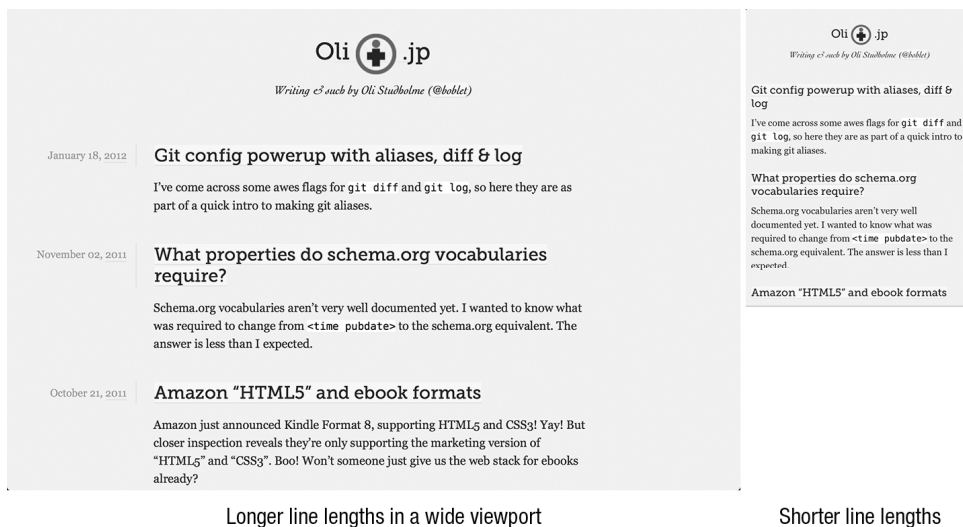 Oli .jp
Writing & such by Oli Studholme (@boblet)
January 18, 2012
Git config powerup with aliases, diff & log
I’ve come across some awes flags for git diff and git log, so here they are as
part of a quick intro to making git aliases.
November 02, 2011
What properties do schema.org vocabularies
require?
Schema.org vocabularies aren’t very well documented yet. I wanted to know what
was required to change from <time pubdate> to the schema.org equivalent. The
answer is less than I expected.
October 21, 2011
Amazon “HTML5” and ebook formats
Amazon just announced Kindle Format 8, supporting HTML5 and CSS3! Yay! But
closer inspection reveals they’re only supporting the marketing version of
“HTML5” and “CSS3”. Boo! Won’t someone just give us the web stack for ebooks
already?
Longer line lengths in a wide viewport
Oli .jp
Writing & such by Oli Studholme (@boblet)
Git config powerup with aliases, diff &
log
I’ve come across some awes flags for git diff and
git log, so here they are as part of a quick intro to
making git aliases.
What properties do schema.org
vocabularies require?
Schema.org vocabularies aren’t very well
documented yet. I wanted to know what was
required to change from <time pubdate> to the
schema.org equivalent. The answer is less than I
expected.
Amazon “HTML5” and ebook formats
Shorter line lengths